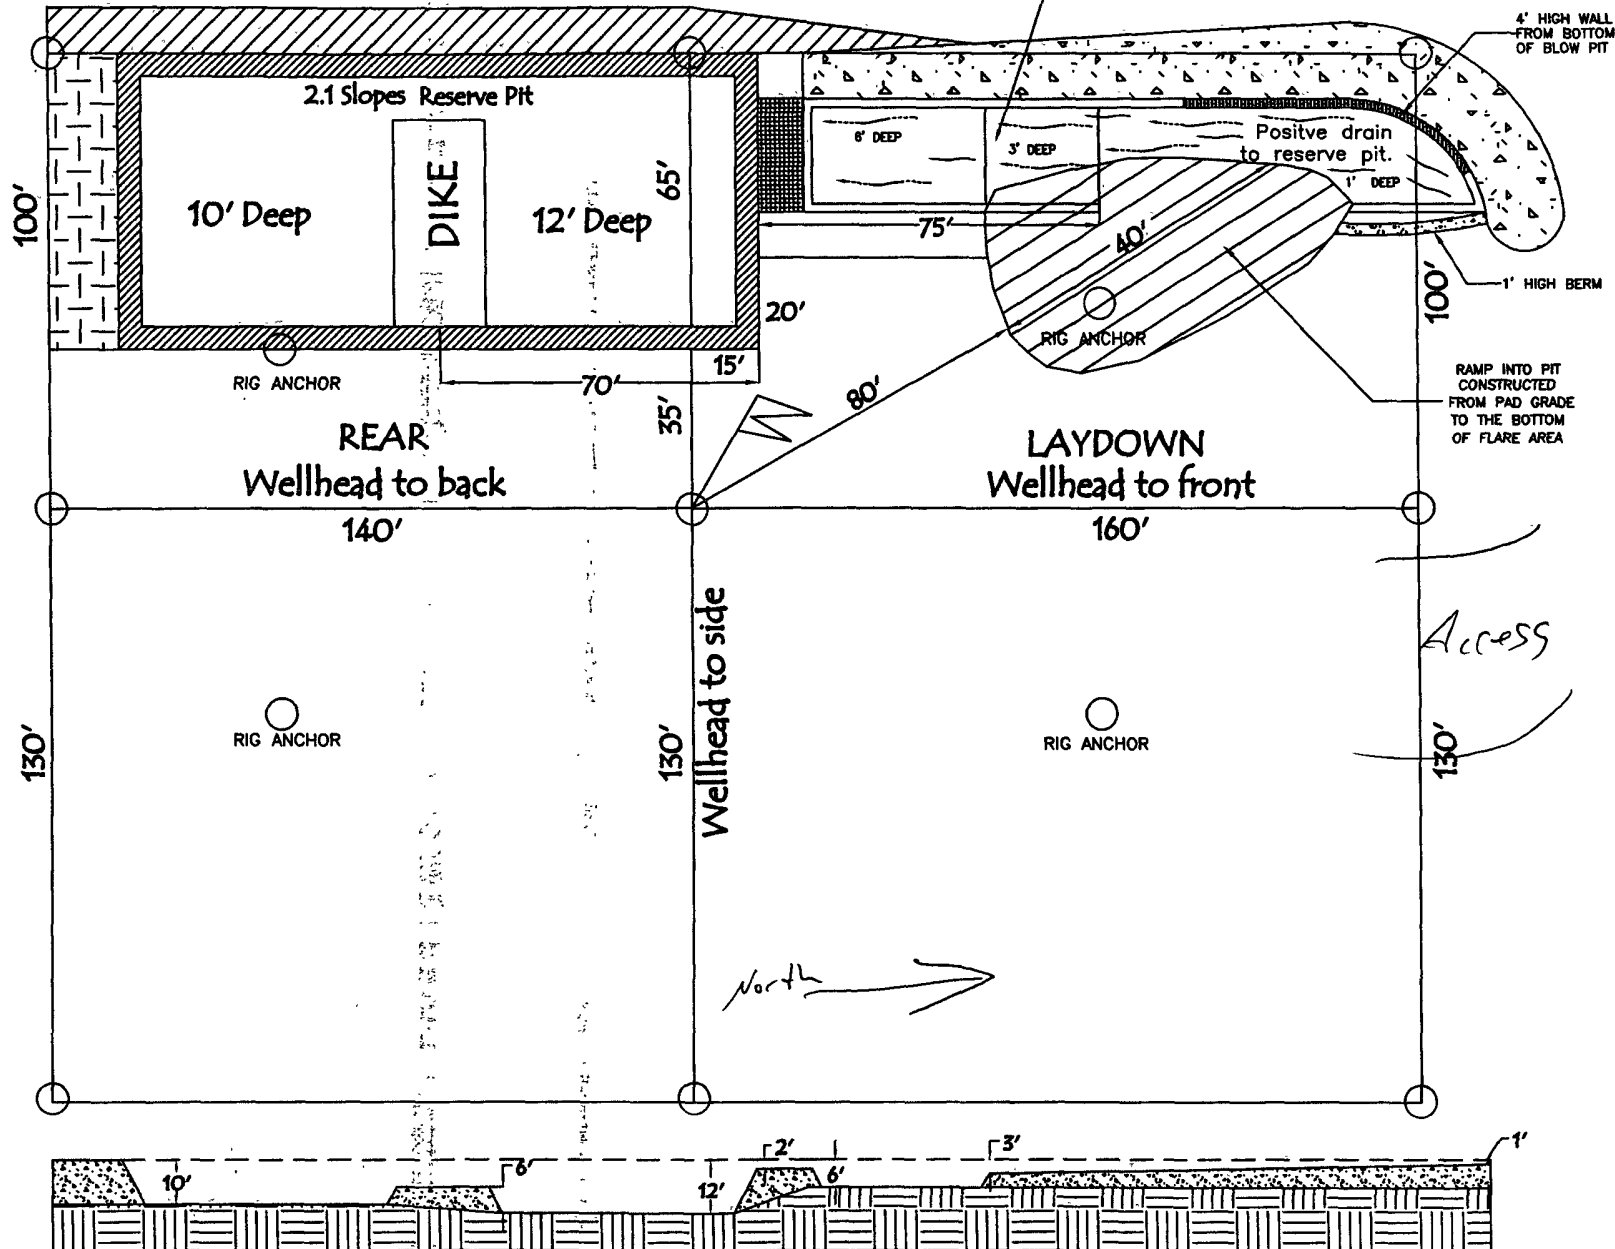 4' HIGH WALL
FROM BOTTOM
OF BLOW PIT
2.1 Slopes Reserve Pit
6' DEEP
3' DEEP
Positve drain
to reserve pit.
1' DEEP
100'
10' Deep
DIKE
12' Deep
65'
75'
40'
1' HIGH BERM
100'
20'
RIG ANCHOR
RIG ANCHOR
15'
70'
35'
80'
RAMP INTO PIT
CONSTRUCTED
FROM PAD GRADE
TO THE BOTTOM
OF FLARE AREA
REAR
Wellhead to back
LAYDOWN
Wellhead to front
140'
160'
Access
Wellhead to side
130'
130'
130'
RIG ANCHOR
RIG ANCHOR
North
10'
6'
12'
2'
6'
3'
1'